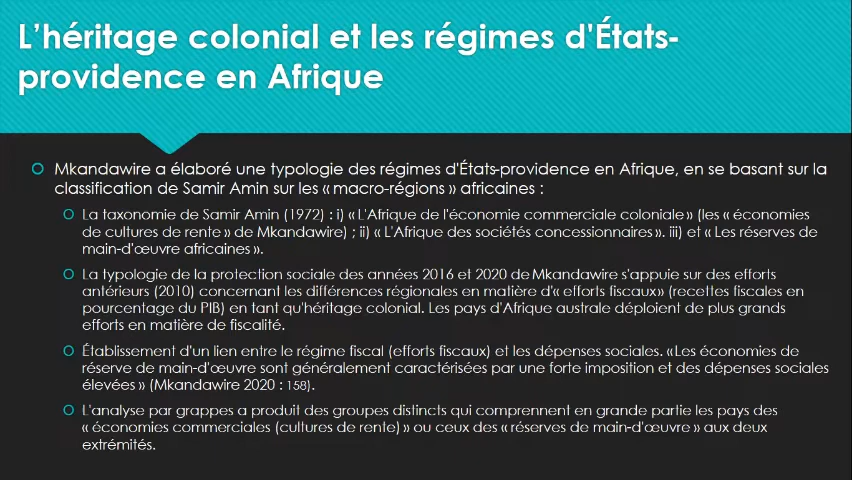 L’héritage colonial et les régimes d'États-
providence en Afrique
Mkandawire a élaboré une typologie des régimes d'États-providence en Afrique, en se basant sur la
classification de Samir Amin sur les « macro-régions » africaines :
La taxonomie de Samir Amin (1972) : i) « L'Afrique de l'économie commerciale coloniale » (les « économies
de cultures de rente » de Mkandawire) ; ii) « L'Afrique des sociétés concessionnaires ». iii) et « Les réserves de
main-d'œuvre africaines ».
La typologie de la protection sociale des années 2016 et 2020 de Mkandawire s'appuie sur des efforts
antérieurs (2010) concernant les différences régionales en matière d'« efforts fiscaux » (recettes fiscales en
pourcentage du PIB) en tant qu'héritage colonial. Les pays d'Afrique australe déploient de plus grands
efforts en matière de fiscalité.
Établissement d'un lien entre le régime fiscal (efforts fiscaux) et les dépenses sociales. «Les économies de
réserve de main-d'œuvre sont généralement caractérisées par une forte imposition et des dépenses sociales
élevées » (Mkandawire 2020 : 158).
L'analyse par grappes a produit des groupes distincts qui comprennent en grande partie les pays des
« économies commerciales (cultures de rente) » ou ceux des « réserves de main-d'œuvre » aux deux
extrémités.